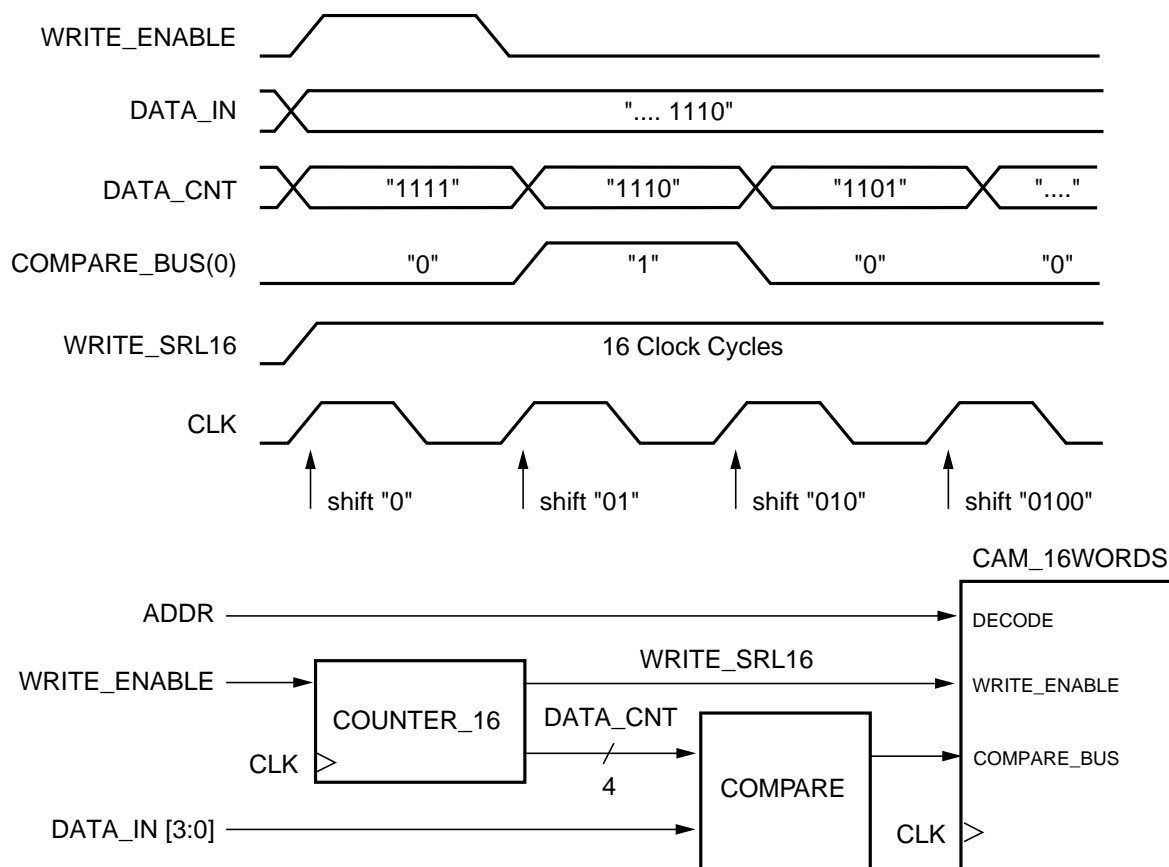 WRITE_ENABLE
DATA_IN ".... 1110"
DATA_CNT "1111" "1110" "1101" "...."
COMPARE_BUS(0) "0" "1" "0" "0"
WRITE_SRL16 16 Clock Cycles
CLK
shift "0" shift "01" shift "010" shift "0100"
CAM_16WORDS
ADDR DECODE
WRITE_ENABLE WRITE_SRL16 WRITE_ENABLE
COUNTER_16 DATA_CNT
CLK 4 COMPARE COMPARE_BUS
DATA_IN [3:0] CLK